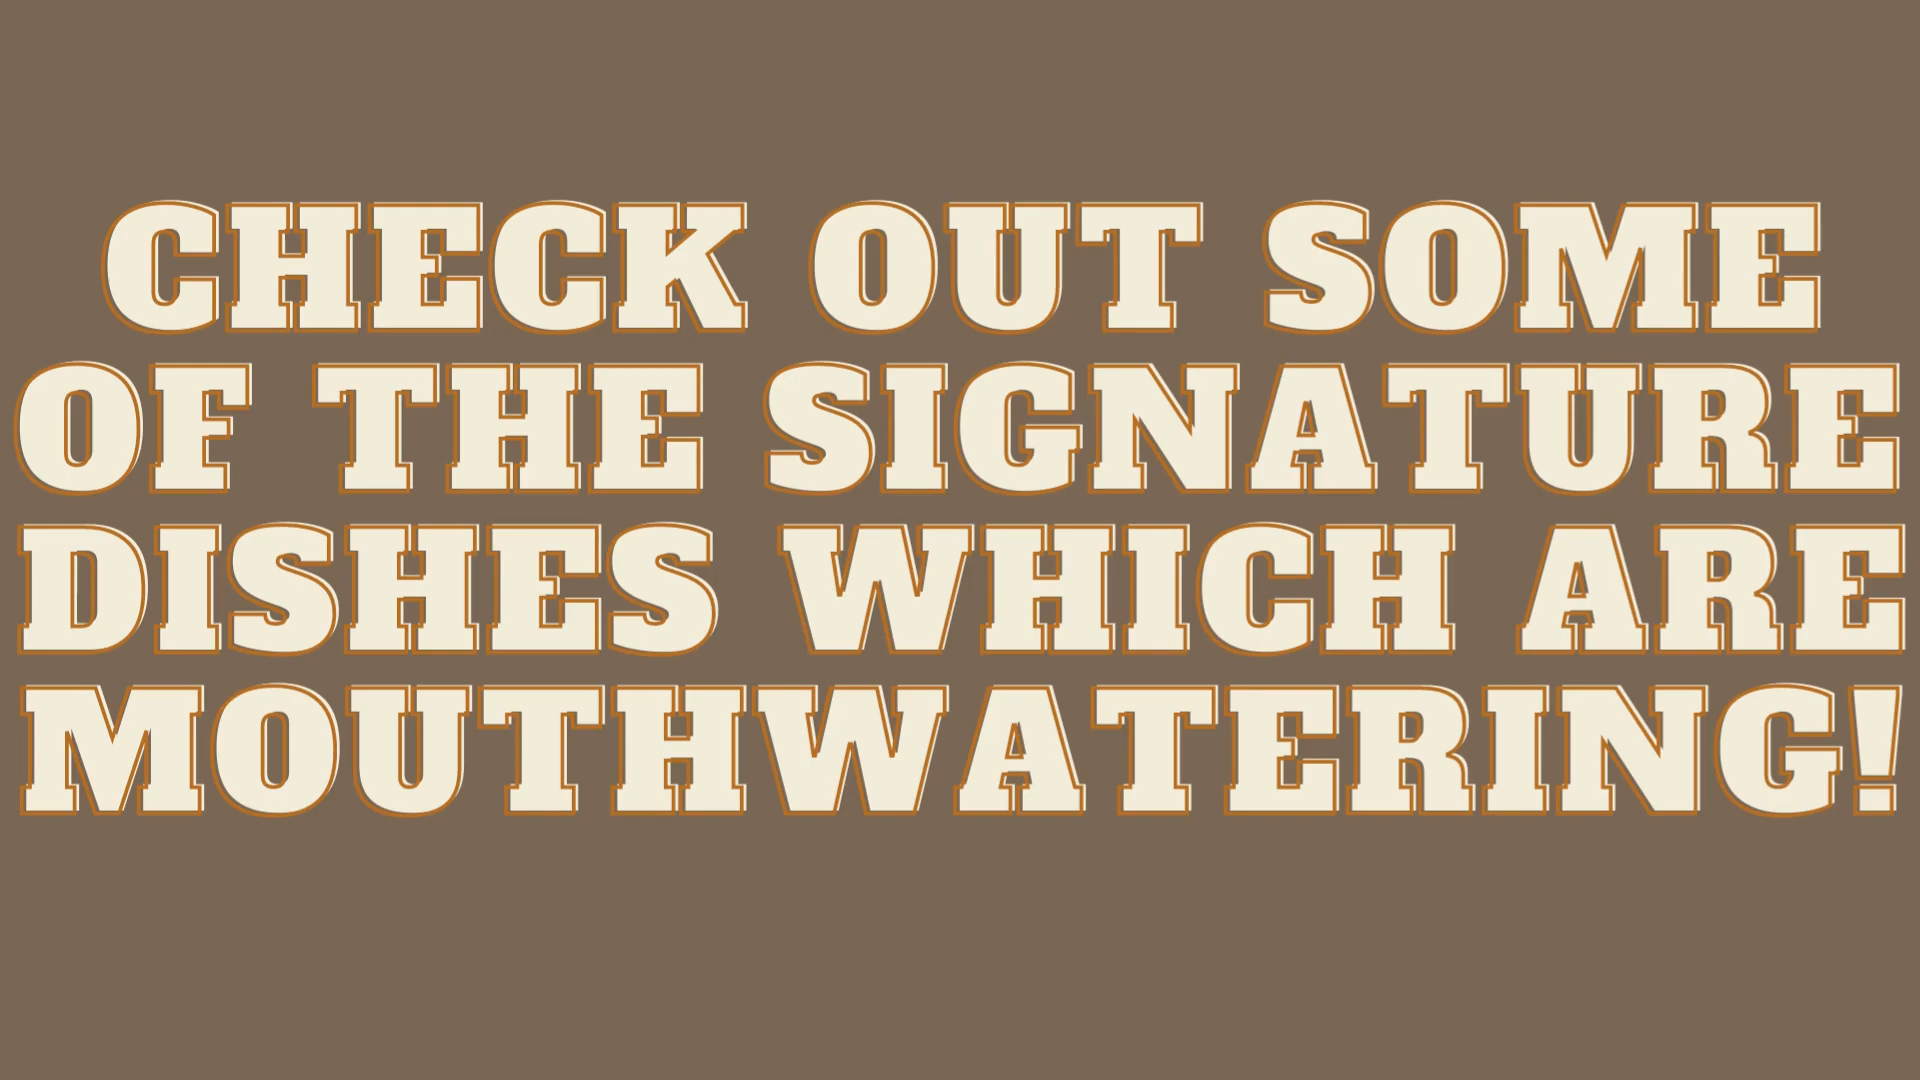 CHECK OUT SOME
OF THE SIGNATURE
DISHES WHICH ARE
MOUTHWATERING!